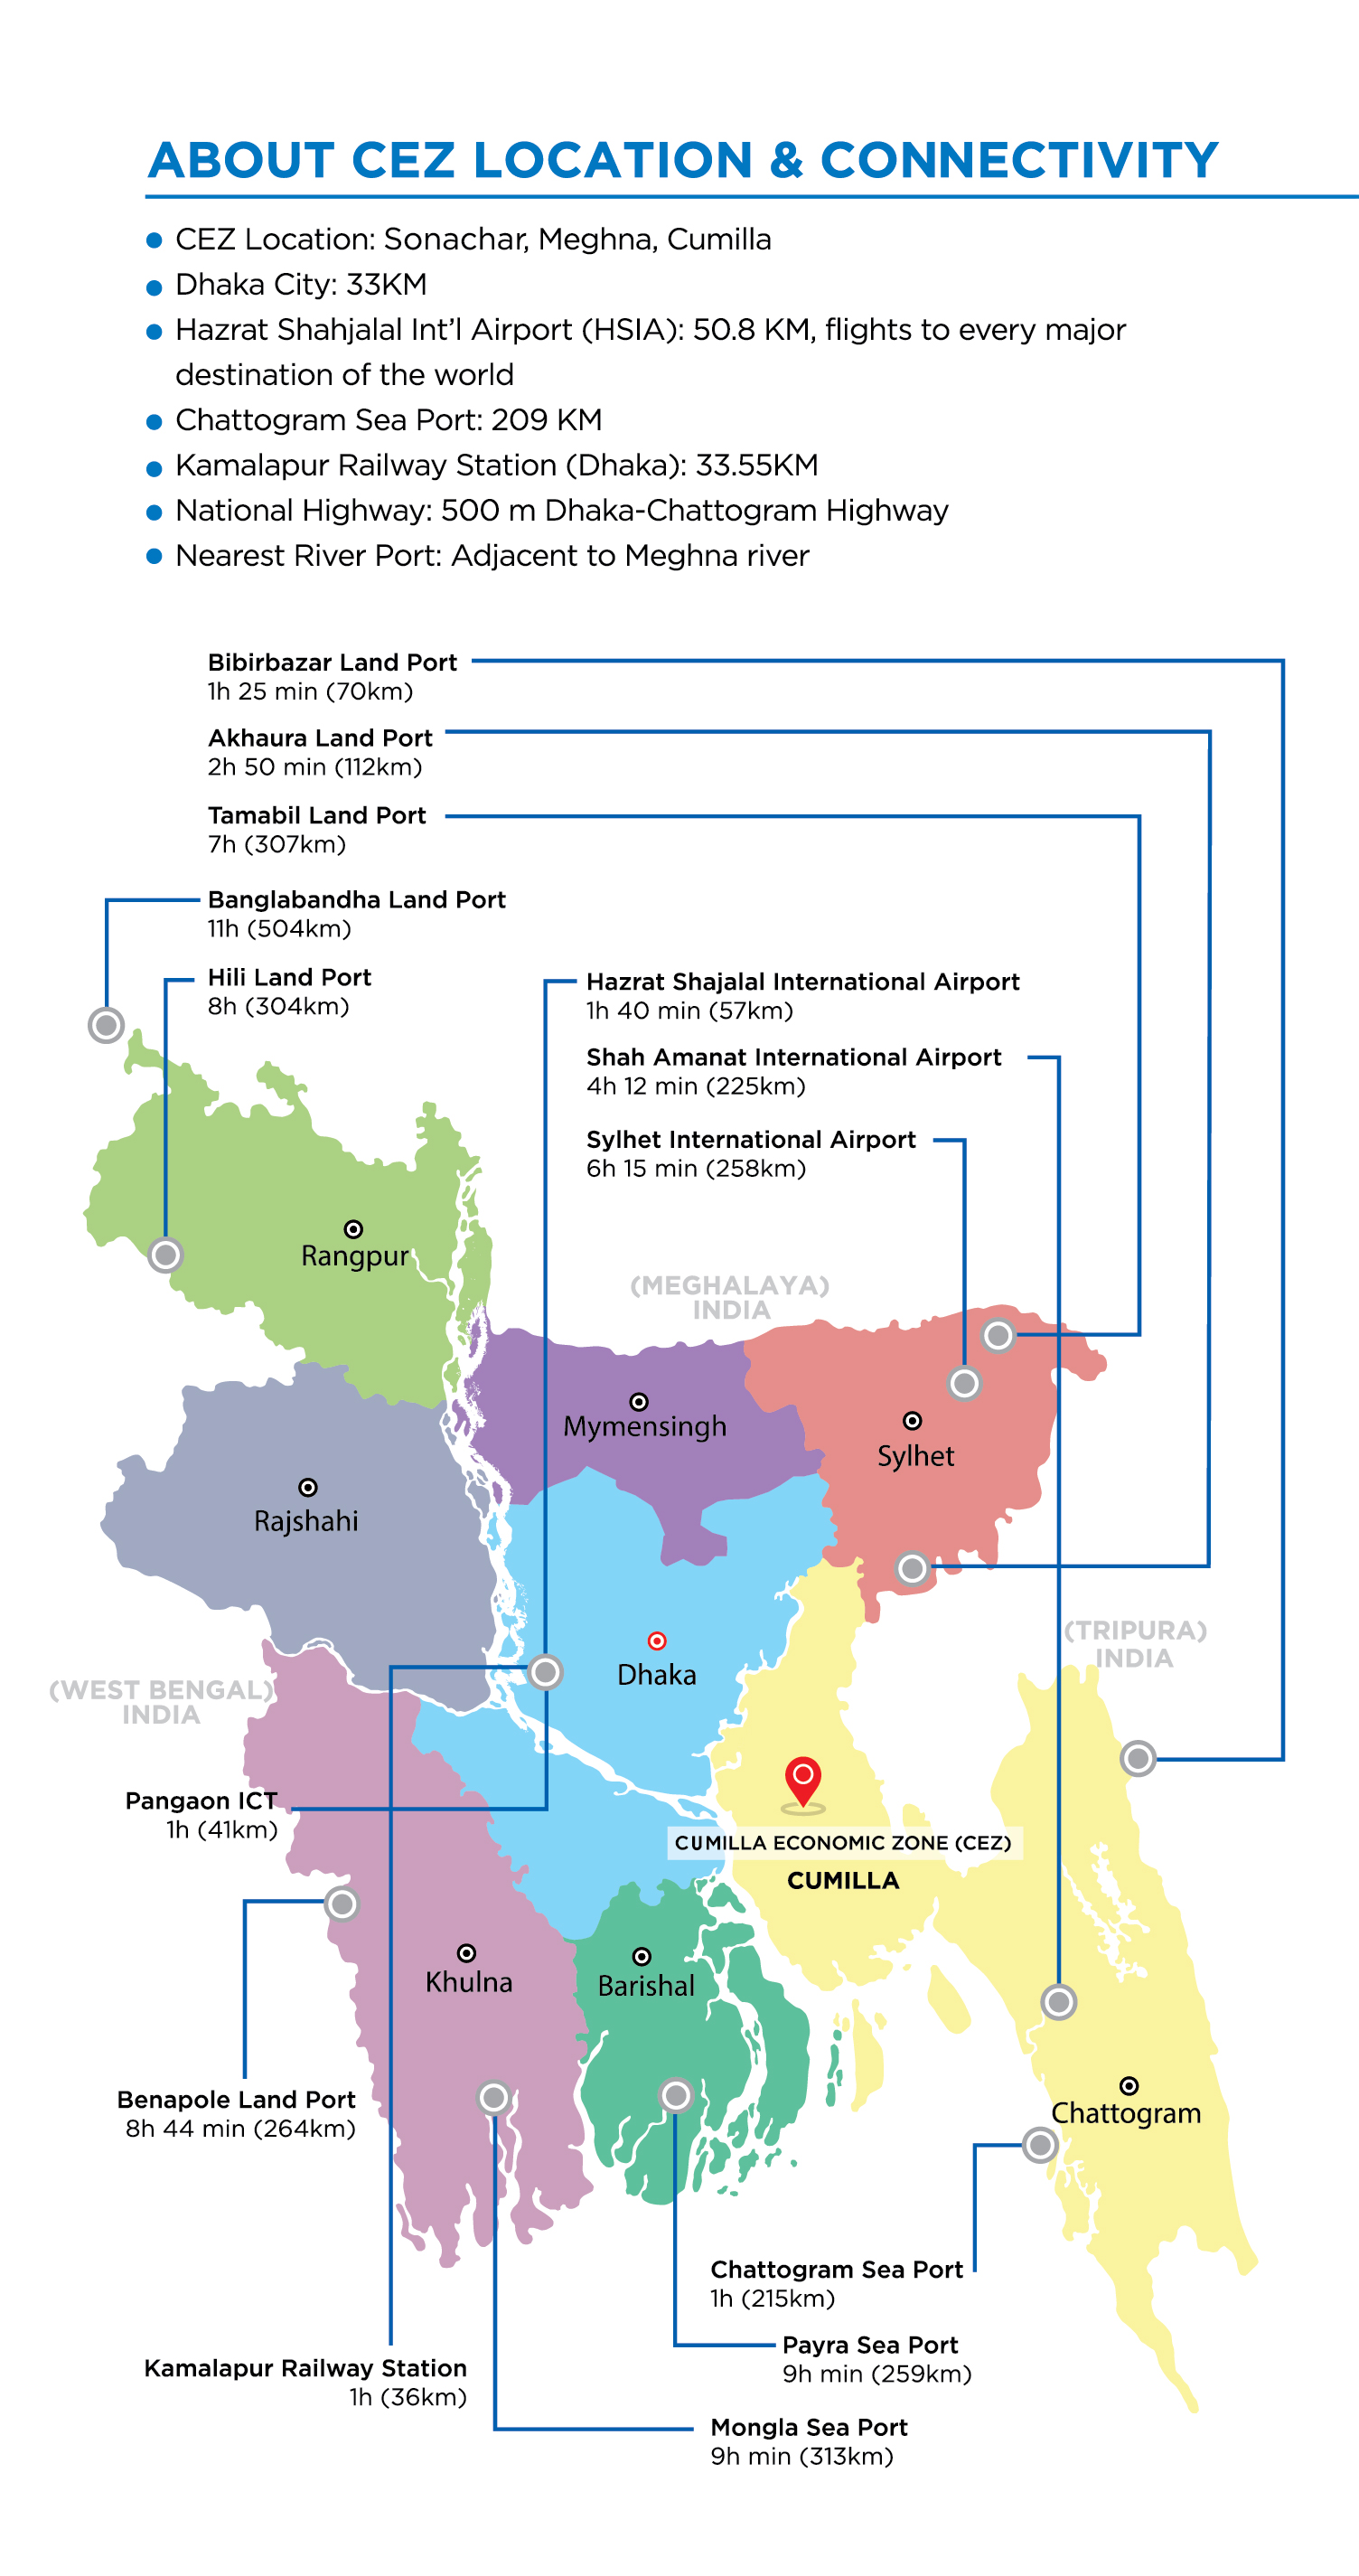 ABOUT CEZ LOCATION & CONNECTIVITY
CEZ Location: Sonachar, Meghna, Cumilla
Dhaka City: 33KM
Hazrat Shahjalal Int’l Airport (HSIA): 50.8 KM, flights to every major
destination of the world
Chattogram Sea Port: 209 KM
Kamalapur Railway Station (Dhaka): 33.55KM
National Highway: 500 m Dhaka-Chattogram Highway
Nearest River Port: Adjacent to Meghna river
Bibirbazar Land Port
1h 25 min (70km)
Akhaura Land Port
2h 50 min (112km)
Tamabil Land Port
7h (307km)
Banglabandha Land Port
11h (504km)
Hili Land Port
8h (304km)
Hazrat Shajalal International Airport
1h 40 min (57km)
Shah Amanat International Airport
4h 12 min (225km)
Sylhet International Airport
6h 15 min (258km)
Rangpur
(MEGHALAYA)
INDIA
Mymensingh
Sylhet
Rajshahi
(TRIPURA)
INDIA
Dhaka
(WEST BENGAL)
INDIA
Pangaon ICT
1h (41km)
CUMILLA ECONOMIC ZONE (CEZ)
CUMILLA
Khulna
Barishal
Benapole Land Port
8h 44 min (264km)
Chattogram
Chattogram Sea Port
1h (215km)
Payra Sea Port
9h min (259km)
Kamalapur Railway Station
1h (36km)
Mongla Sea Port
9h min (313km)